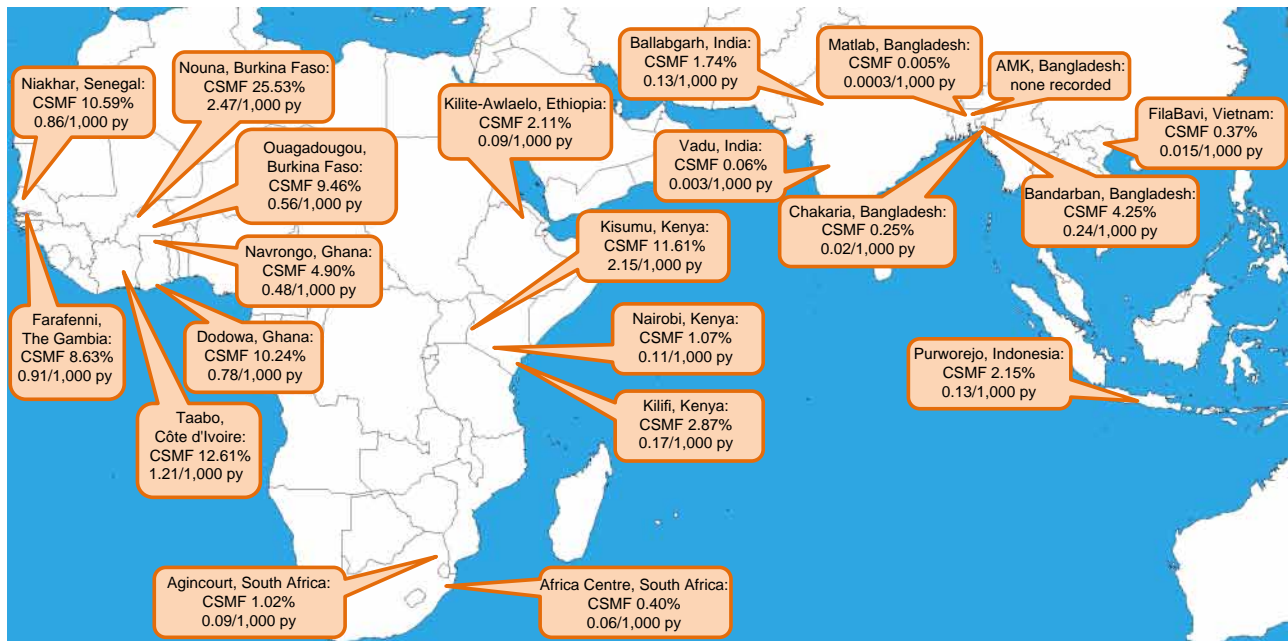 Niakhar, Senegal:
CSMF 10.59%
0.86/1,000 py
Nouna, Burkina Faso:
CSMF 25.53%
2.47/1,000 py
Ouagadougou,
Burkina Faso:
CSMF 9.46%
0.56/1,000 py
Navrongo, Ghana:
CSMF 4.90%
0.48/1,000 py
Farafenni,
The Gambia:
CSMF 8.63%
0.91/1,000 py
Dodowa, Ghana:
CSMF 10.24%
0.78/1,000 py
Taabo,
Côte d'Ivoire:
CSMF 12.61%
1.21/1,000 py
Kilite-Awlaelo, Ethiopia:
CSMF 2.11%
0.09/1,000 py
Kisumu, Kenya:
CSMF 11.61%
2.15/1,000 py
Nairobi, Kenya:
CSMF 1.07%
0.11/1,000 py
Kilifi, Kenya:
CSMF 2.87%
0.17/1,000 py
Agincourt, South Africa:
CSMF 1.02%
0.09/1,000 py
Africa Centre, South Africa:
CSMF 0.40%
0.06/1,000 py
Ballabgarh, India:
CSMF 1.74%
0.13/1,000 py
Matlab, Bangladesh:
CSMF 0.005%
0.0003/1,000 py
AMK, Bangladesh:
none recorded
Vadu, India:
CSMF 0.06%
0.003/1,000 py
FilaBavi, Vietnam:
CSMF 0.37%
0.015/1,000 py
Chakaria, Bangladesh:
CSMF 0.25%
0.02/1,000 py
Bandarban, Bangladesh:
CSMF 4.25%
0.24/1,000 py
Purworejo, Indonesia:
CSMF 2.15%
0.13/1,000 py